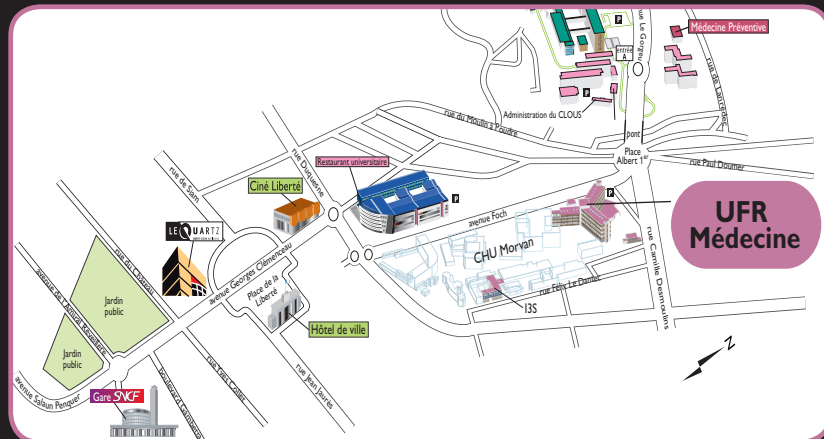 P
Médecine Préventive
avenue Le Gorgeu
entrée
A
P
rue de Lanrédec
Administration du CLOUS
rue du Moulin à Poudre
pont
Place
Albert 1er
rue Paul Doumer
rue Duquesne
Restaurant universitaire
rue de Siam
Ciné Liberté
P
P
avenue Foch
UFR
Médecine
LE QUARTZ
CHU Morvan
rue du Château
avenue Georges Clémenceau
Place de la
Liberté
rue Camille Desmoulins
rue Félix Le Dantec
I3S
avenue de l'Amiral Réveillère
Jardin
public
Hôtel de ville
Jardin
public
N
rue Yves Collet
rue Jean Jaurès
avenue Salaun Penquer
boulevard Gambetta
Gare SNCF